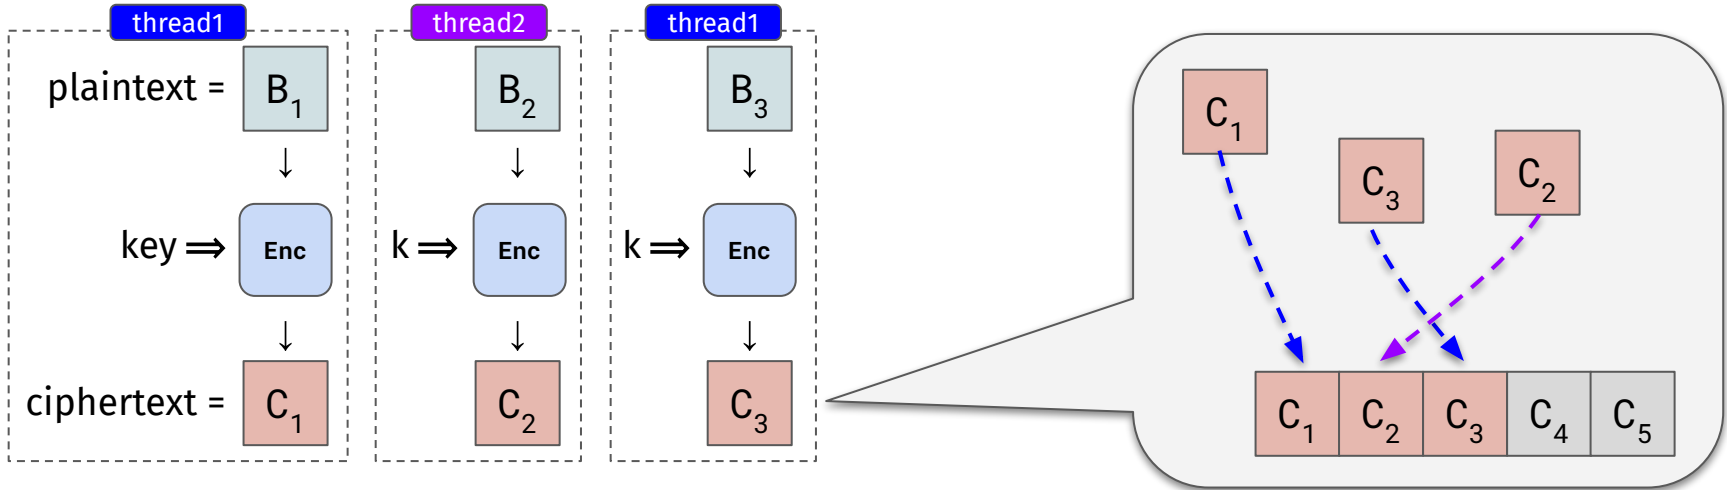 thread1 thread2 thread1
plaintext = B1 B2 B3
↓ ↓ ↓
key ⇒ Enc k ⇒ Enc k ⇒ Enc
↓ ↓ ↓
ciphertext = C1 C2 C3
C1
C3 C2
C1 C2 C3 C4 C5